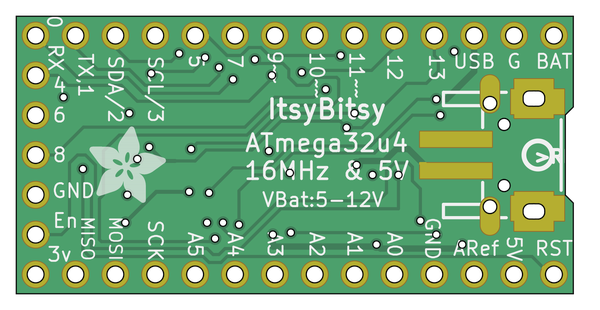 0
RX
TX 1
SDA/2
SCL/3
5
7
9~
10~
11~
12
13
USB
G
BAT
4
6
8
GND
En
3v
ItsyBitsy
ATmega32u4
16MHz & 5V
VBat:5-12V
MISO
MOSI
SCK
A5
A4
A3
A2
A1
A0
GND
ARef
5V
RST